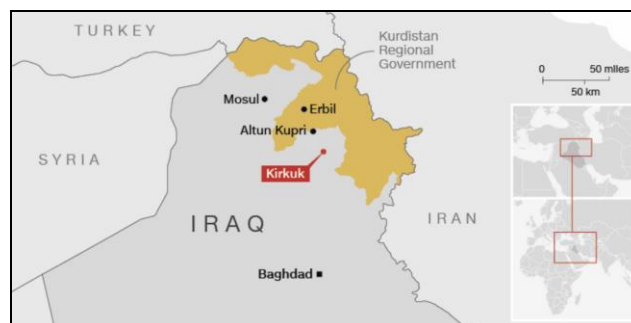 TURKEY
Kurdistan
Regional
Government
0 50 miles
50 km
Mosul
Erbil
Altun Kupri
SYRIA
Kirkuk
IRAQ
IRAN
Baghdad